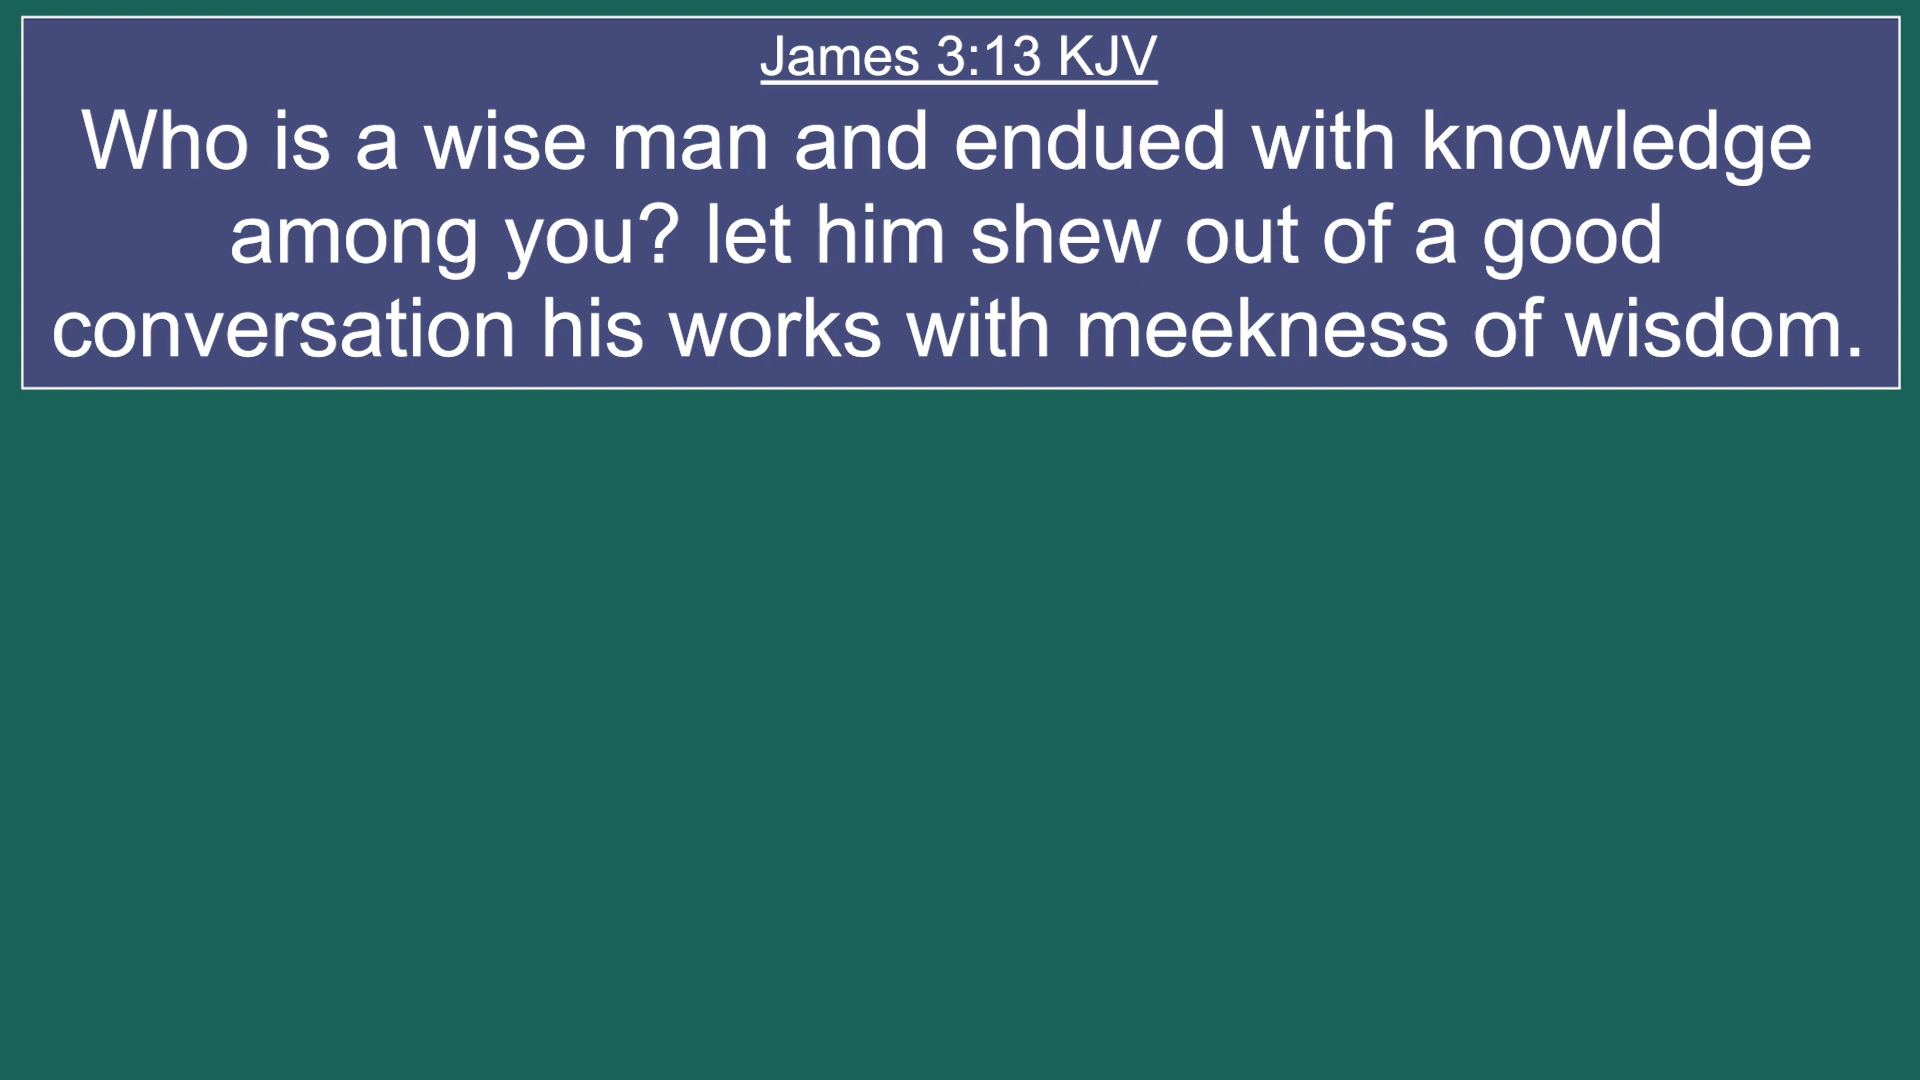 James 3:13 KJV
Who is a wise man and endued with knowledge
among you? let him shew out of a good
conversation his works with meekness of wisdom.